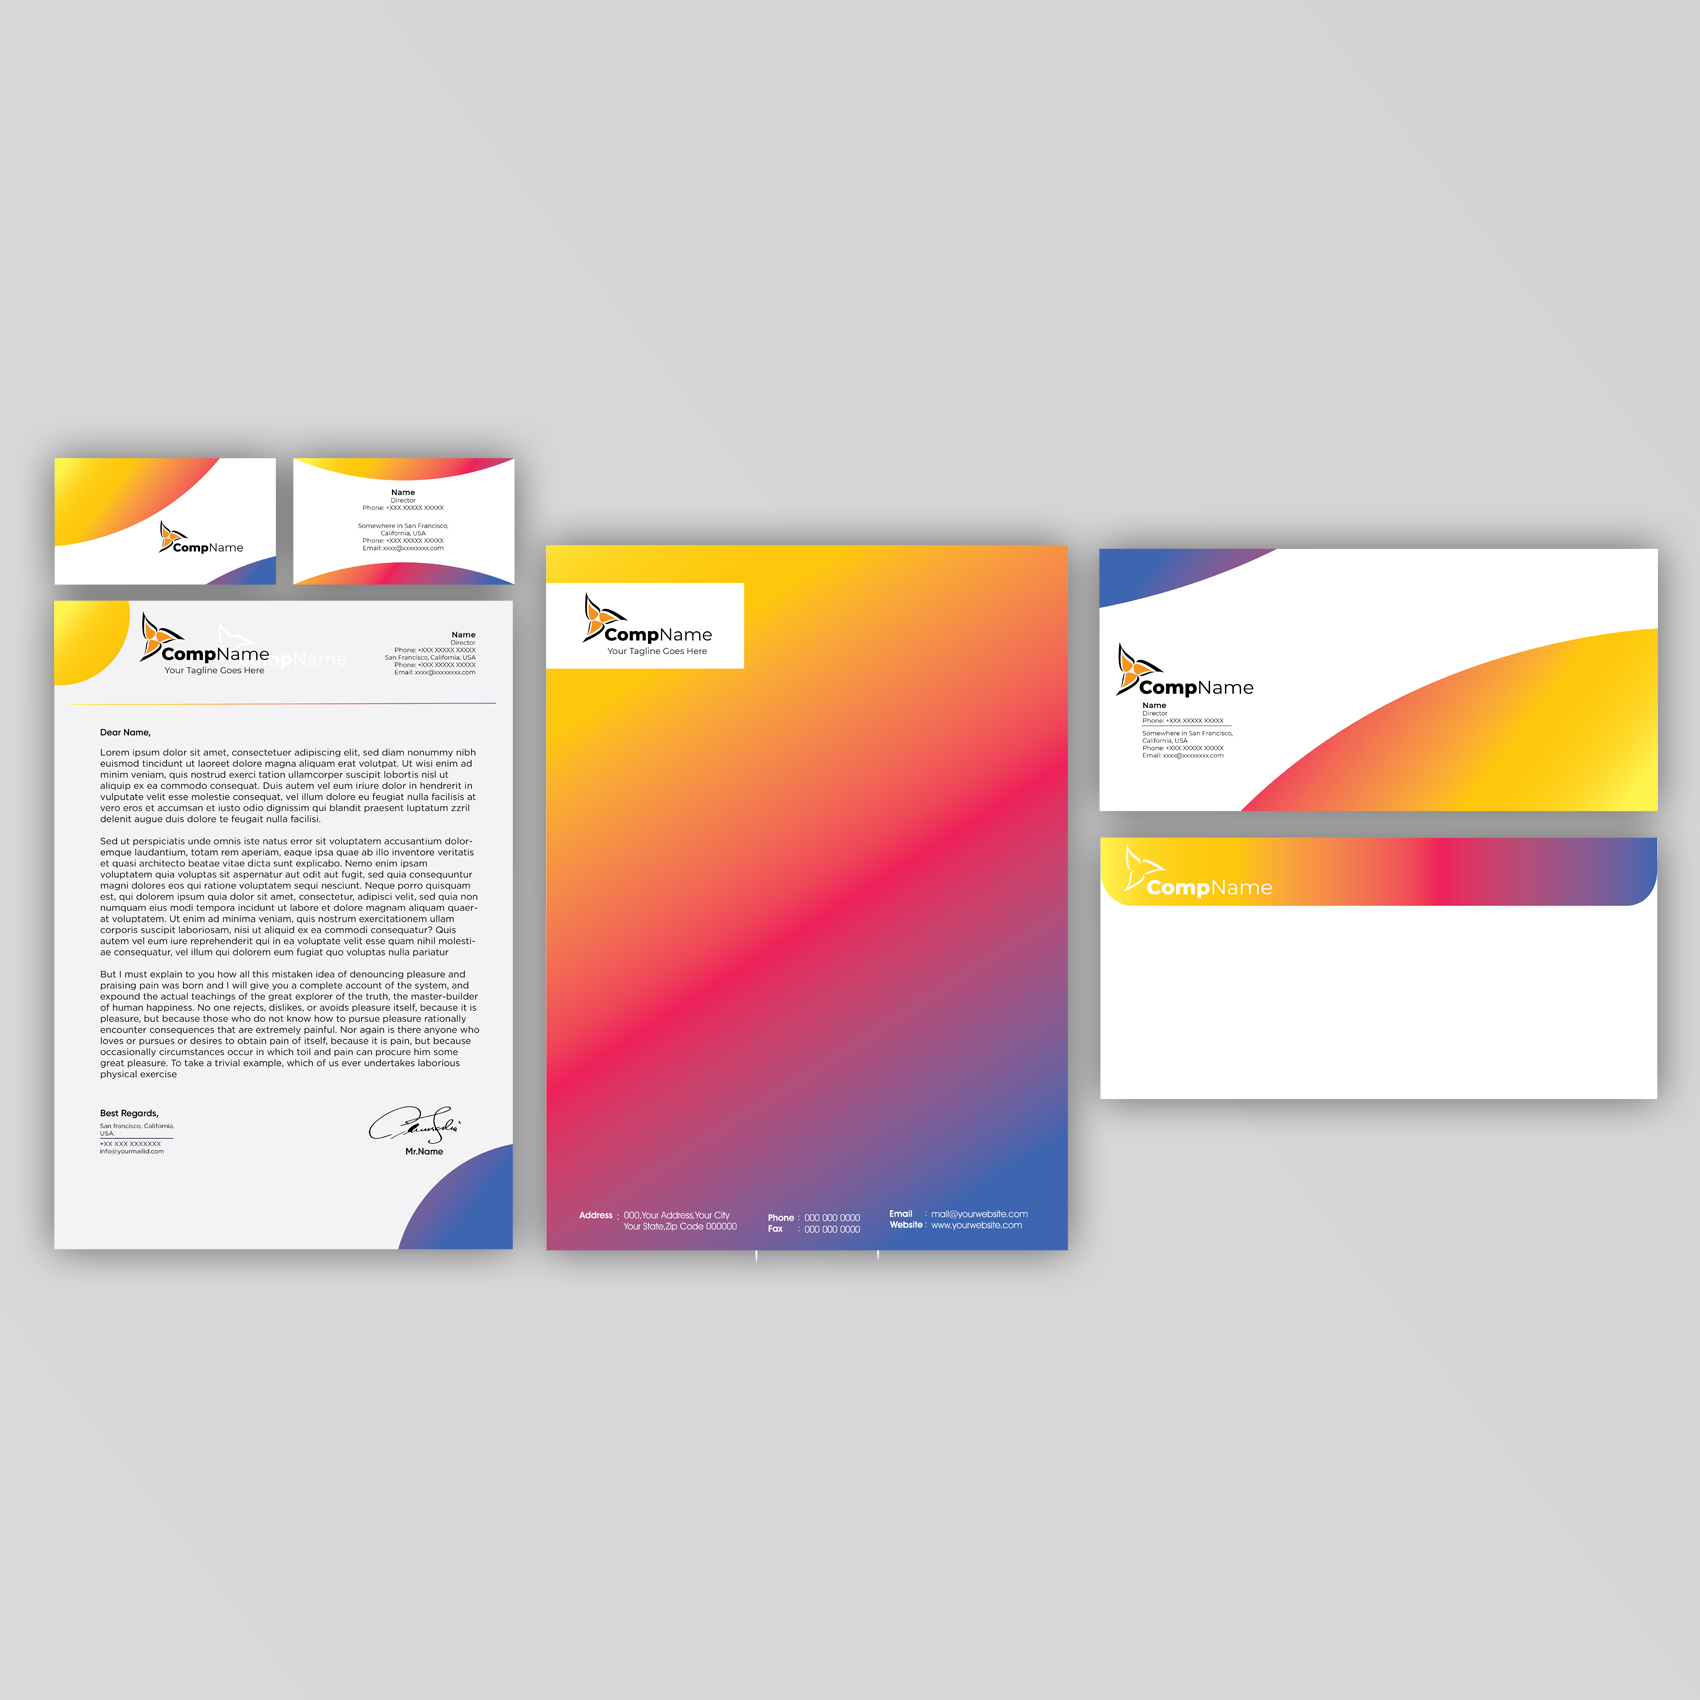 CompName
Name
Director
Phone: +XXX XXXXX XXXXX
Somewhere in San Francisco,
California, USA
Phone: +XXX XXXXX XXXXX
Email: xxxx@xxxxxxxx.com
CompName
Your Tagline Goes Here
mpName
Name
Director
Phone: +XXX XXXXX XXXXX
San Francisco, California, USA
Phone: +XXX XXXXX XXXXX
Email: xxxx@xxxxxxxx.com
Dear Name,
Lorem ipsum dolor sit amet, consectetuer adipiscing elit, sed diam nonummy nibh
euismod tincidunt ut laoreet dolore magna aliquam erat volutpat. Ut wisi enim ad
minim veniam, quis nostrud exerci tation ullamcorper suscipit lobortis nisl ut
aliquip ex ea commodo consequat. Duis autem vel eum iriure dolor in hendrerit in
vulputate velit esse molestie consequat, vel illum dolore eu feugiat nulla facilisis at
vero eros et accumsan et iusto odio dignissim qui blandit praesent luptatum zzril
delenit augue duis dolore te feugait nulla facilisi.
Sed ut perspiciatis unde omnis iste natus error sit voluptatem accusantium dolor-
emque laudantium, totam rem aperiam, eaque ipsa quae ab illo inventore veritatis
et quasi architecto beatae vitae dicta sunt explicabo. Nemo enim ipsam
voluptatem quia voluptas sit aspernatur aut odit aut fugit, sed quia consequuntur
magni dolores eos qui ratione voluptatem sequi nesciunt. Neque porro quisquam
est, qui dolorem ipsum quia dolor sit amet, consectetur, adipisci velit, sed quia non
numquam eius modi tempora incidunt ut labore et dolore magnam aliquam quaer-
at voluptatem. Ut enim ad minima veniam, quis nostrum exercitationem ullam
corporis suscipit laboriosam, nisi ut aliquid ex ea commodi consequatur? Quis
autem vel eum iure reprehenderit qui in ea voluptate velit esse quam nihil molesti-
ae consequatur, vel illum qui dolorem eum fugiat quo voluptas nulla pariatur
But I must explain to you how all this mistaken idea of denouncing pleasure and
praising pain was born and I will give you a complete account of the system, and
expound the actual teachings of the great explorer of the truth, the master-builder
of human happiness. No one rejects, dislikes, or avoids pleasure itself, because it is
pleasure, but because those who do not know how to pursue pleasure rationally
encounter consequences that are extremely painful. Nor again is there anyone who
loves or pursues or desires to obtain pain of itself, because it is pain, but because
occasionally circumstances occur in which toil and pain can procure him some
great pleasure. To take a trivial example, which of us ever undertakes laborious
physical exercise
Best Regards,
San francisco, California,
USA.
+XX XXX XXXXXXX
info@yourmailid.com
Mr.Name
CompName
Your Tagline Goes Here
Address : 000,Your Address,Your City
Your State,Zip Code 000000
Phone : 000 000 0000
Fax : 000 000 0000
Email : mail@yourwebsite.com
Website : www.yourwebsite.com
CompName
Name
Director
Phone: +XXX XXXXX XXXXX
Somewhere in San Francisco,
California, USA
Phone: +XXX XXXXX XXXXX
Email: xxxx@xxxxxxxx.com
CompName